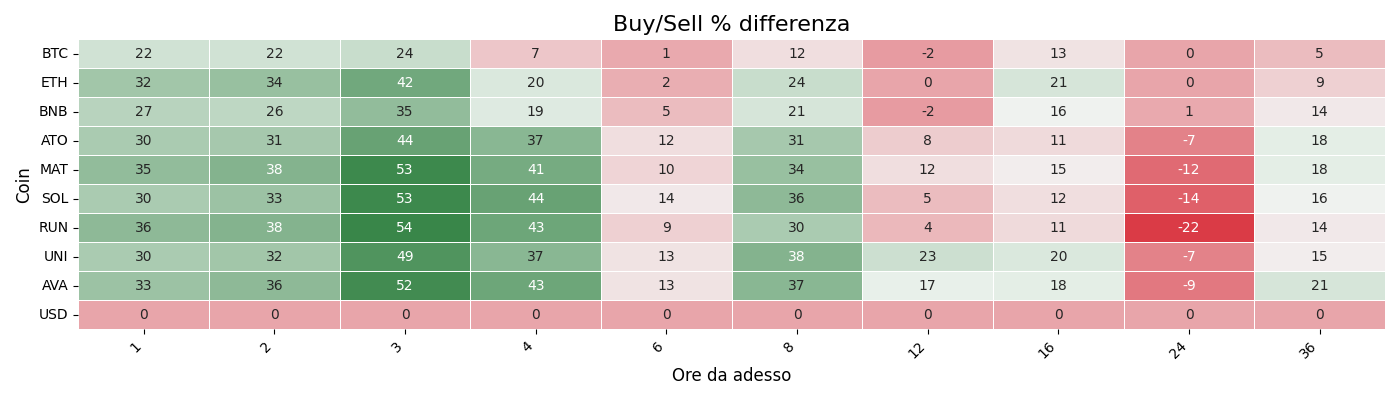 Buy/Sell % differenza
Coin
BTC 22 22 24 7 1 12 -2 13 0 5
ETH 32 34 42 20 2 24 0 21 0 9
BNB 27 26 35 19 5 21 -2 16 1 14
ATO 30 31 44 37 12 31 8 11 -7 18
MAT 35 38 53 41 10 34 12 15 -12 18
SOL 30 33 53 44 14 36 5 12 -14 16
RUN 36 38 54 43 9 30 4 11 -22 14
UNI 30 32 49 37 13 38 23 20 -7 15
AVA 33 36 52 43 13 37 17 18 -9 21
USD 0 0 0 0 0 0 0 0 0 0
1 2 3 4 6 8 12 16 24 36
Ore da adesso